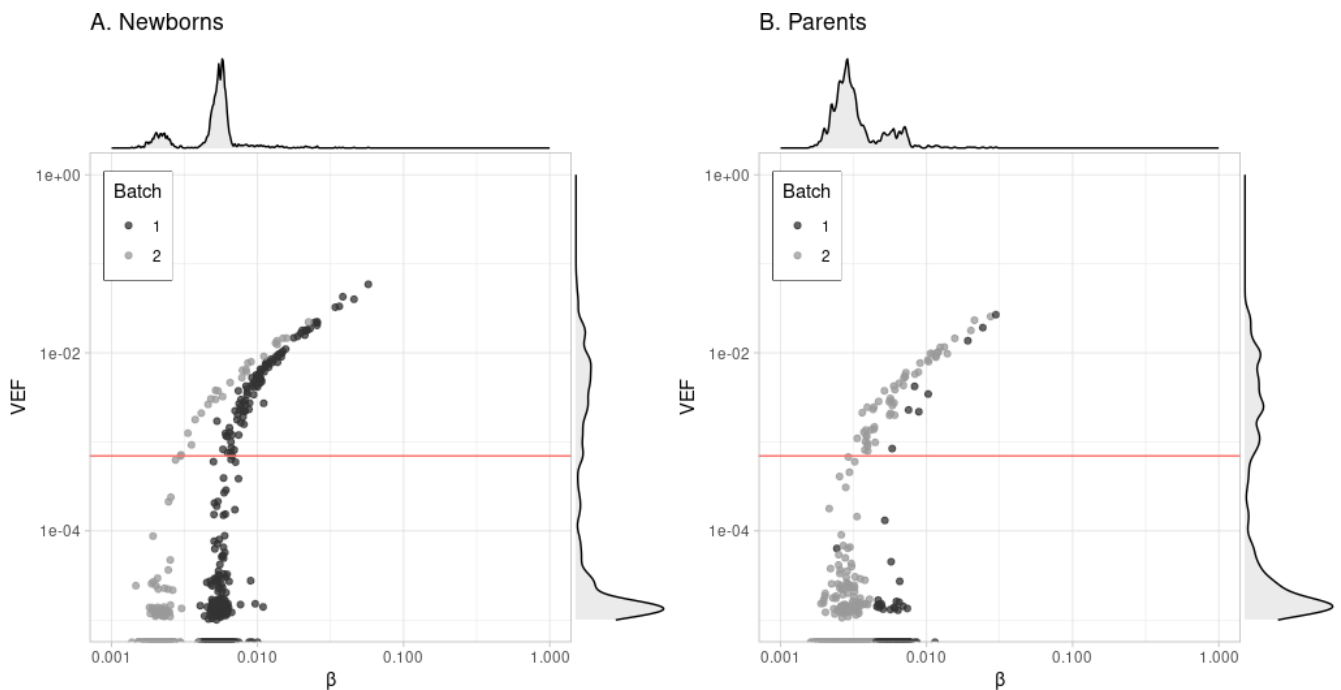 A. Newborns
1e+00
1e-02
1e-04
VEF
Batch
1
2
0.001
0.010
0.100
1.000
β
B. Parents
1e+00
1e-02
1e-04
VEF
Batch
1
2
0.001
0.010
0.100
1.000
β